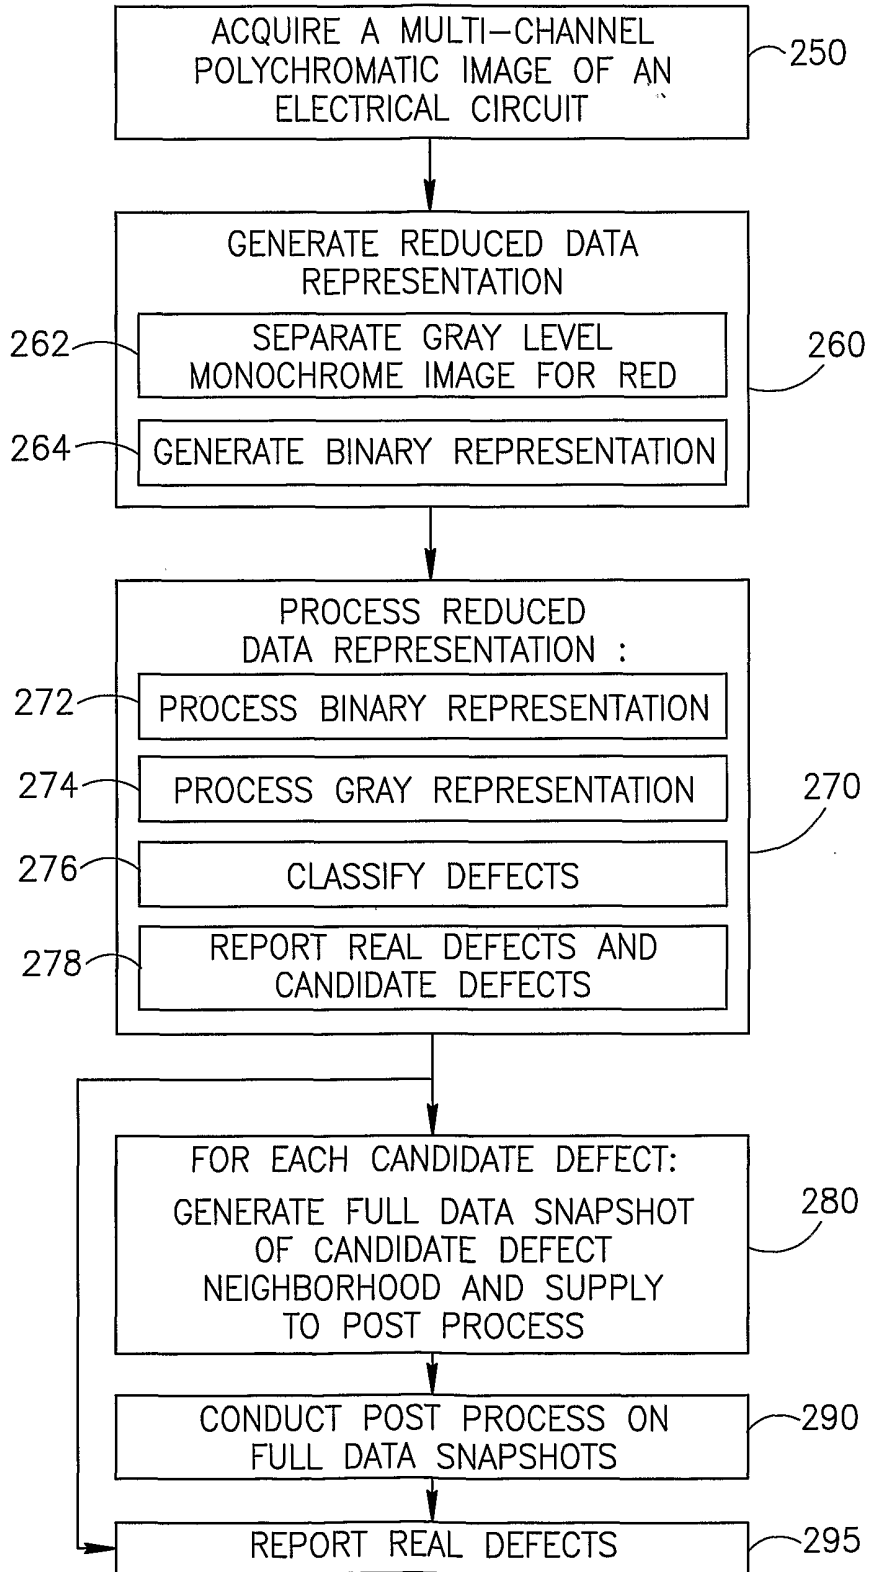 ACQUIRE A MULTI-CHANNEL
POLYCHROMATIC IMAGE OF AN
ELECTRICAL CIRCUIT
250
GENERATE REDUCED DATA
REPRESENTATION
262
SEPARATE GRAY LEVEL
MONOCHROME IMAGE FOR RED
260
264
GENERATE BINARY REPRESENTATION
PROCESS REDUCED
DATA REPRESENTATION :
272
PROCESS BINARY REPRESENTATION
274
PROCESS GRAY REPRESENTATION
270
276
CLASSIFY DEFECTS
278
REPORT REAL DEFECTS AND
CANDIDATE DEFECTS
FOR EACH CANDIDATE DEFECT:
GENERATE FULL DATA SNAPSHOT
OF CANDIDATE DEFECT
NEIGHBORHOOD AND SUPPLY
TO POST PROCESS
280
CONDUCT POST PROCESS ON
FULL DATA SNAPSHOTS
290
REPORT REAL DEFECTS
295